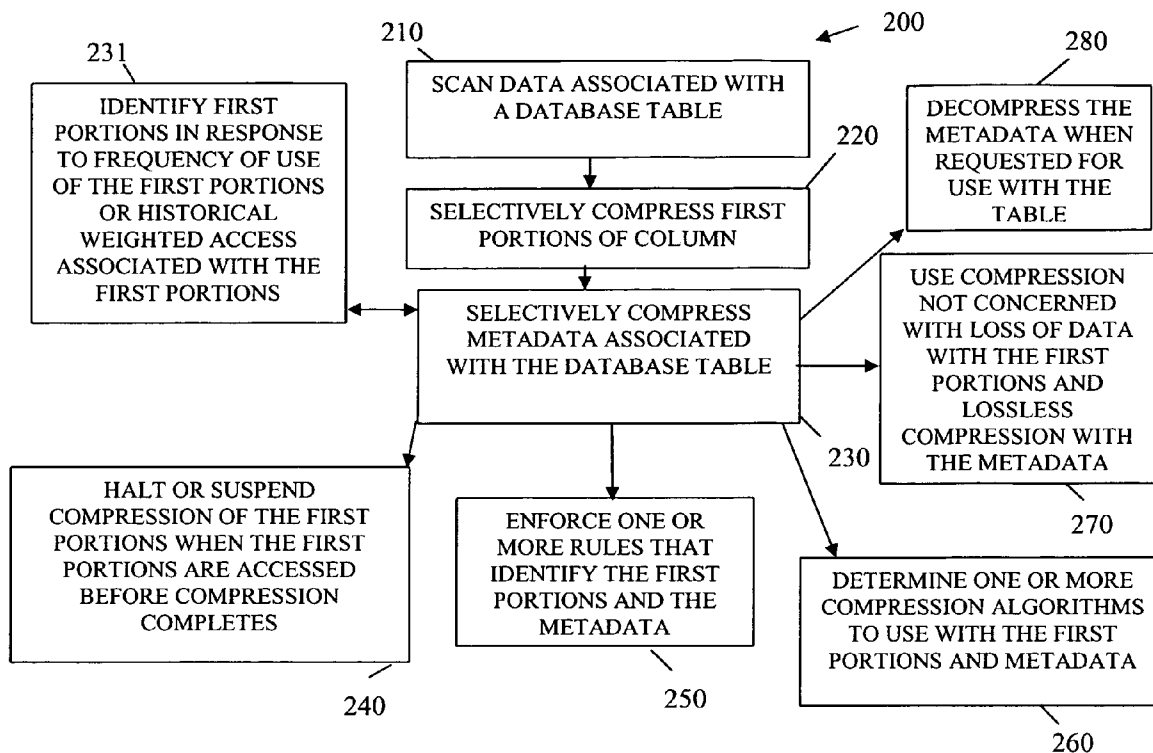 200
210
SCAN DATA ASSOCIATED WITH
A DATABASE TABLE
220
SELECTIVELY COMPRESS FIRST
PORTIONS OF COLUMN
230
SELECTIVELY COMPRESS
METADATA ASSOCIATED
WITH THE DATABASE TABLE
231
IDENTIFY FIRST
PORTIONS IN RESPONSE
TO FREQUENCY OF USE
OF THE FIRST PORTIONS
OR HISTORICAL
WEIGHTED ACCESS
ASSOCIATED WITH THE
FIRST PORTIONS
240
HALT OR SUSPEND
COMPRESSION OF THE FIRST
PORTIONS WHEN THE FIRST
PORTIONS ARE ACCESSED
BEFORE COMPRESSION
COMPLETES
250
ENFORCE ONE OR
MORE RULES THAT
IDENTIFY THE FIRST
PORTIONS AND THE
METADATA
260
DETERMINE ONE OR MORE
COMPRESSION ALGORITHMS
TO USE WITH THE FIRST
PORTIONS AND METADATA
270
USE COMPRESSION
NOT CONCERNED
WITH LOSS OF DATA
WITH THE FIRST
PORTIONS AND
LOSSLESS
COMPRESSION WITH
THE METADATA
280
DECOMPRESS THE
METADATA WHEN
REQUESTED FOR
USE WITH THE
TABLE